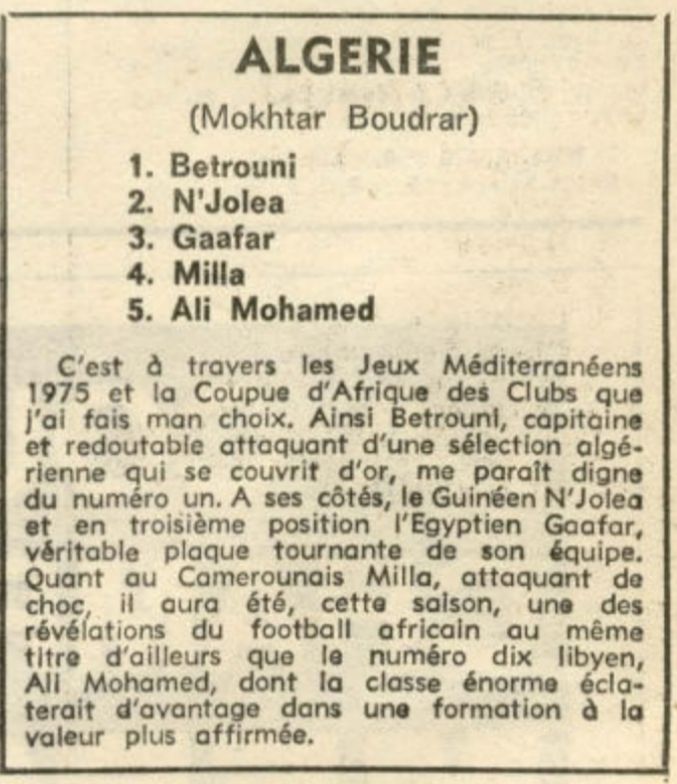 ALGERIE
(Mokhtar Boudrar)
1. Betrouni
2. N'Jolea
3. Gaafar
4. Milla
5. Ali Mohamed
C'est à travers les Jeux Méditerranéens
1975 et la Coupue d'Afrique des Clubs que
j'ai fais man choix. Ainsi Betrouni, capitaine
et redoutable attaquant d'une sélection algé-
rienne qui se couvrit d'or, me paraît digne
du numéro un. A ses côtés, le Guinéen N'Jolea
et en troisième position l'Egyptien Gaafar,
véritable plaque tournante de son équipe.
Quant au Camerounais Milla, attaquant de
choc, il aura été, cette saison, une des
révélations du football africain au même
titre d'ailleurs que le numéro dix libyen,
Ali Mohamed, dont la classe énorme écla-
terait d'avantage dans une formation à la
valeur plus affirmée.